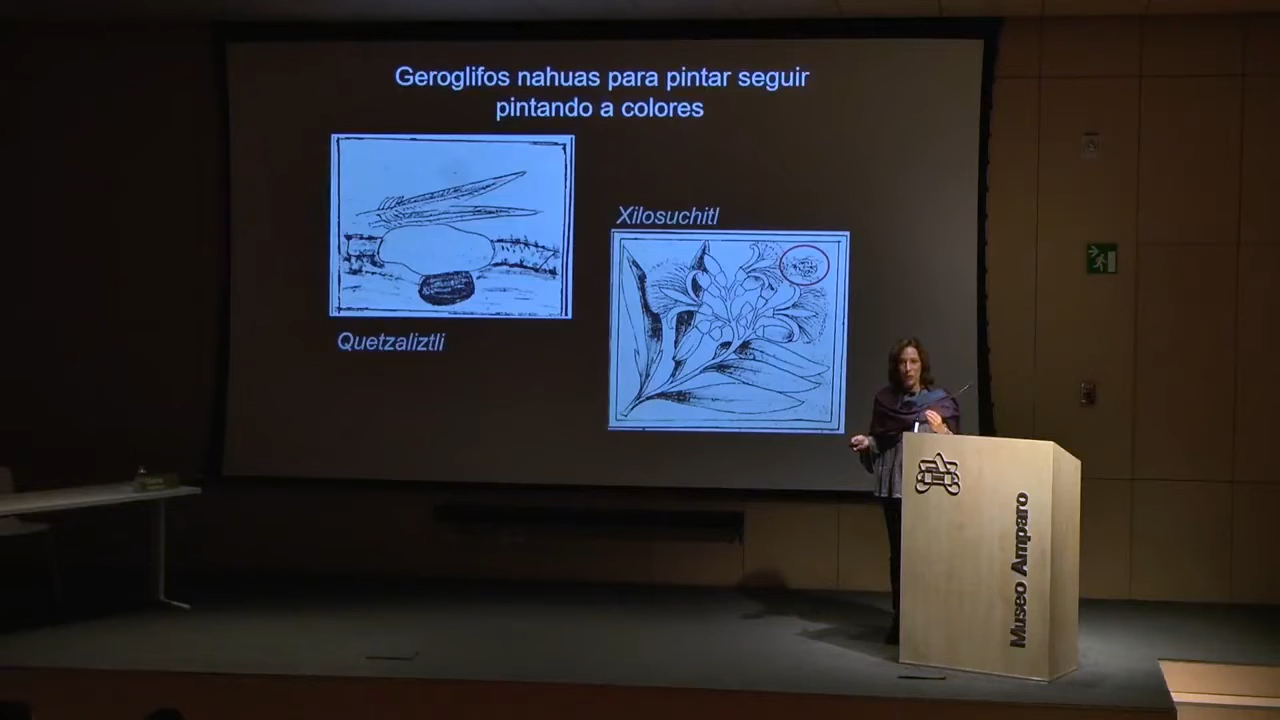 Geroglifos nahuas para pintar seguir
pintando a colores
Xilosuchitl
Quetzaliztli
Museo Amparo